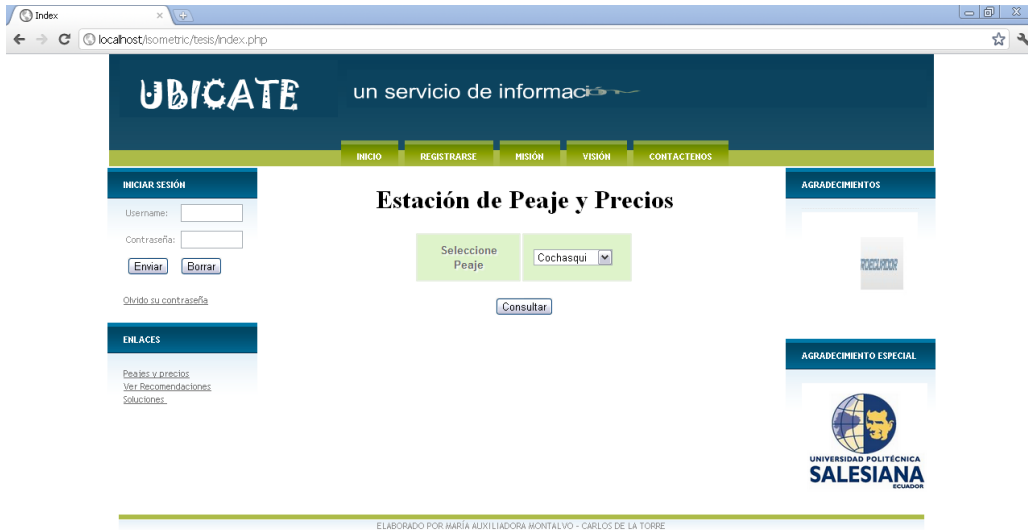 Index
localhost/isometric/tesis/index.php
UBICATE
un servicio de información
INICIO REGISTRARSE MISIÓN VISIÓN CONTACTENOS
INICIAR SESIÓN
Username:
Contraseña:
Enviar Borrar
Olvido su contraseña
ENLACES
Peajes y precios
Ver Recomendaciones
Soluciones
Estación de Peaje y Precios
Seleccione
Peaje
Cochasqui
Consultar
AGRADECIMIENTOS
AGRADECIMIENTO ESPECIAL
UNIVERSIDAD POLITÉCNICA
SALESIANA
ECUADOR
ELABORADO POR MARÍA AUXILIADORA MONTALVO - CARLOS DE LA TORRE